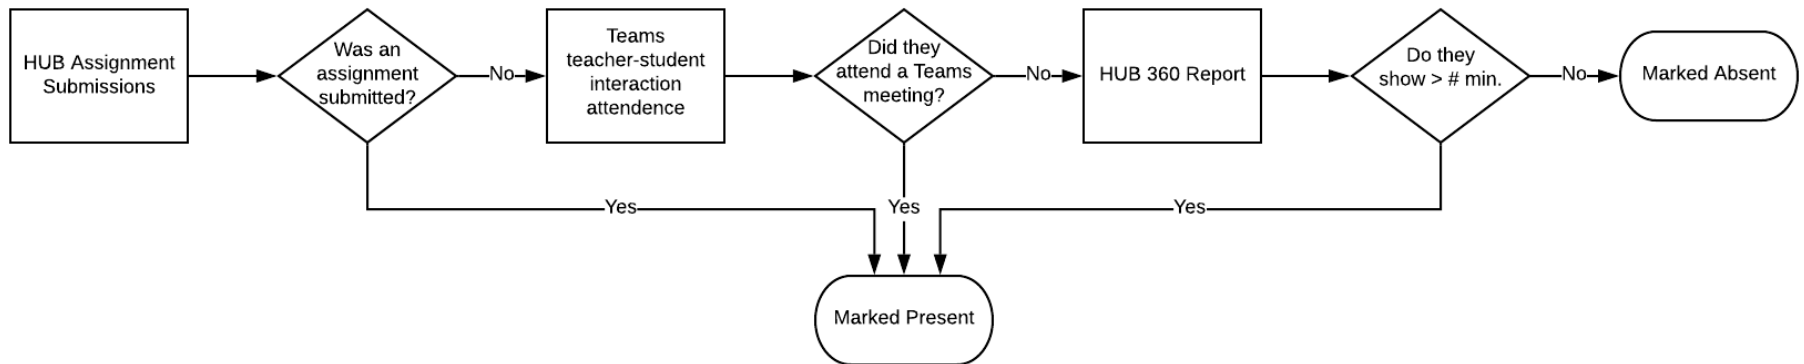 HUB Assignment
Submissions
Was an
assignment
submitted?
No
Teams
teacher-student
interaction
attendence
Did they
attend a Teams
meeting?
No
HUB 360 Report
Do they
show > # min.
No
Marked Absent
Yes
Yes
Yes
Marked Present